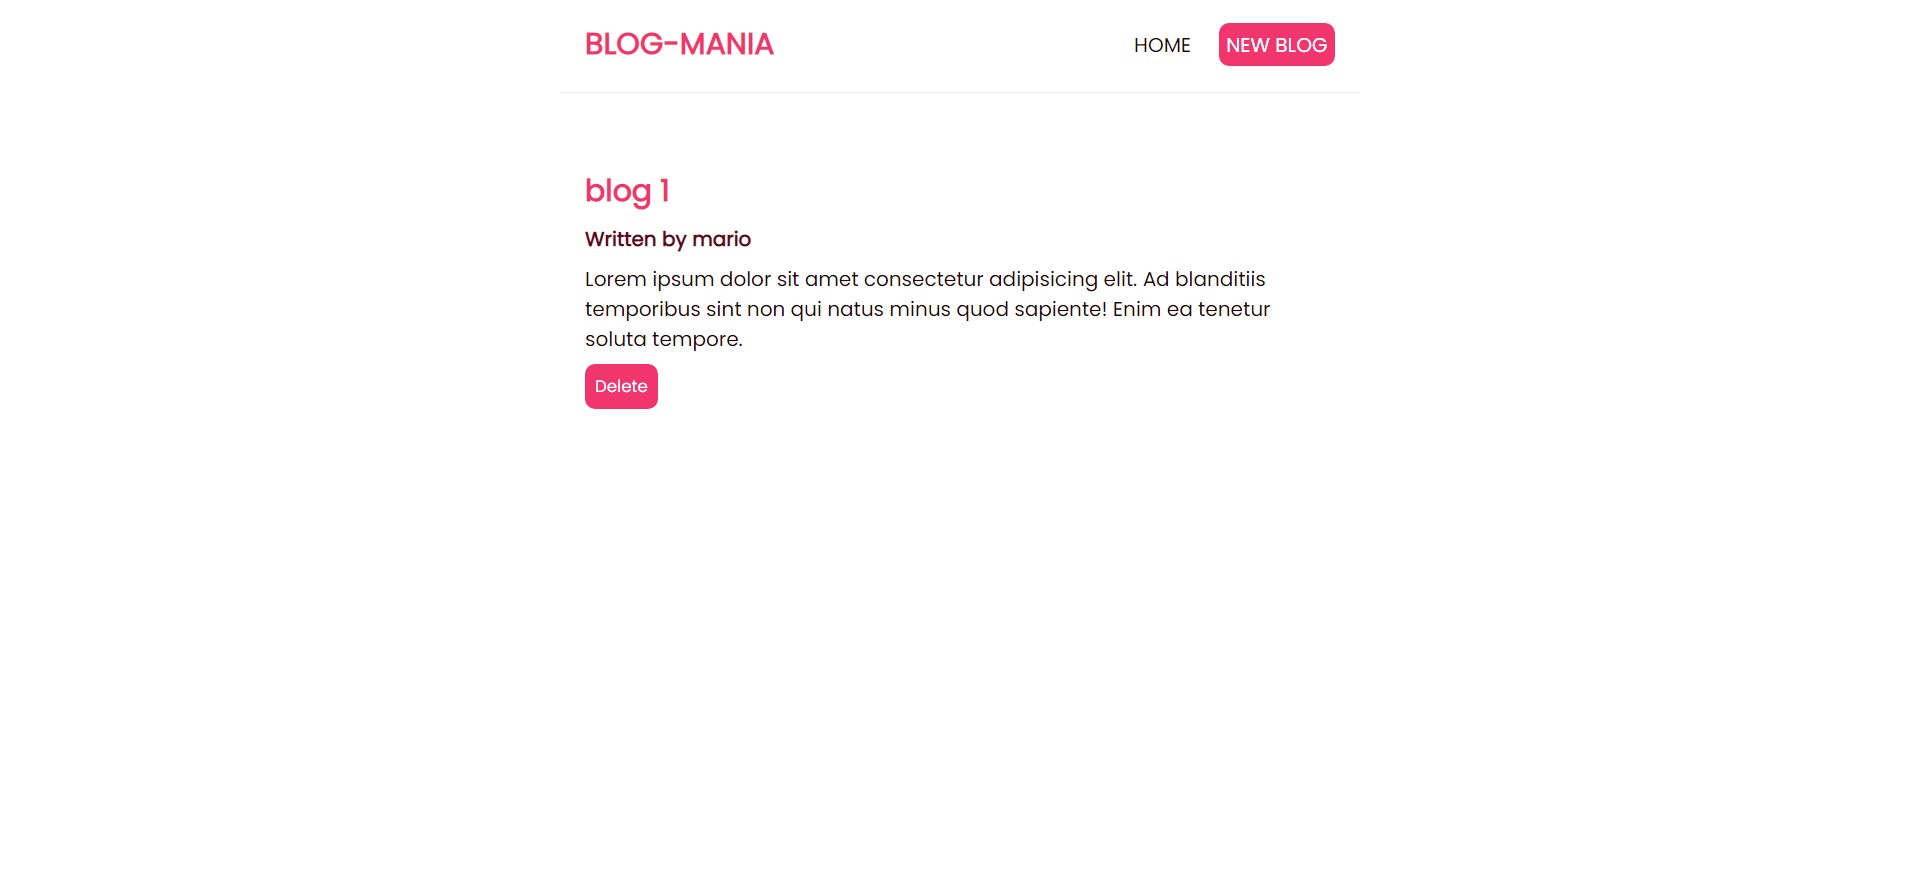 BLOG-MANIA
HOME
NEW BLOG
blog 1
Written by mario
Lorem ipsum dolor sit amet consectetur adipisicing elit. Ad blanditiis
temporibus sint non qui natus minus quod sapiente! Enim ea tenetur
soluta tempore.
Delete